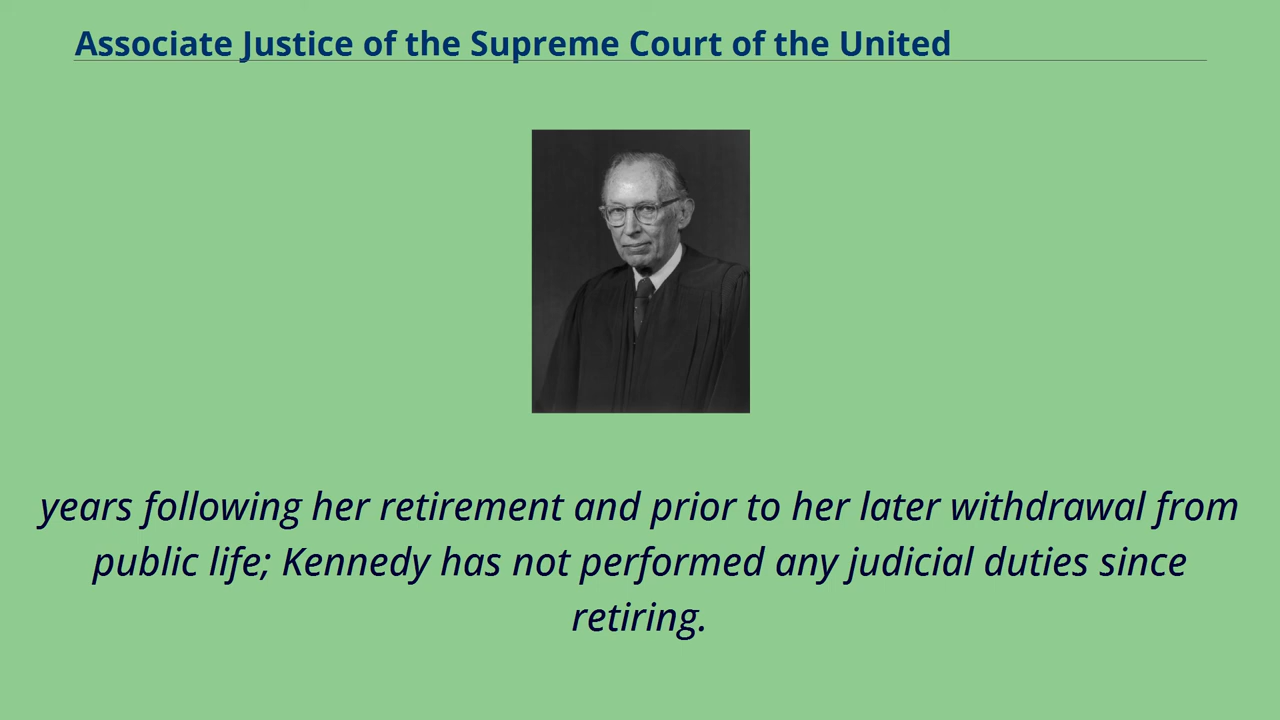 Associate Justice of the Supreme Court of the United
years following her retirement and prior to her later withdrawal from
public life; Kennedy has not performed any judicial duties since
retiring.